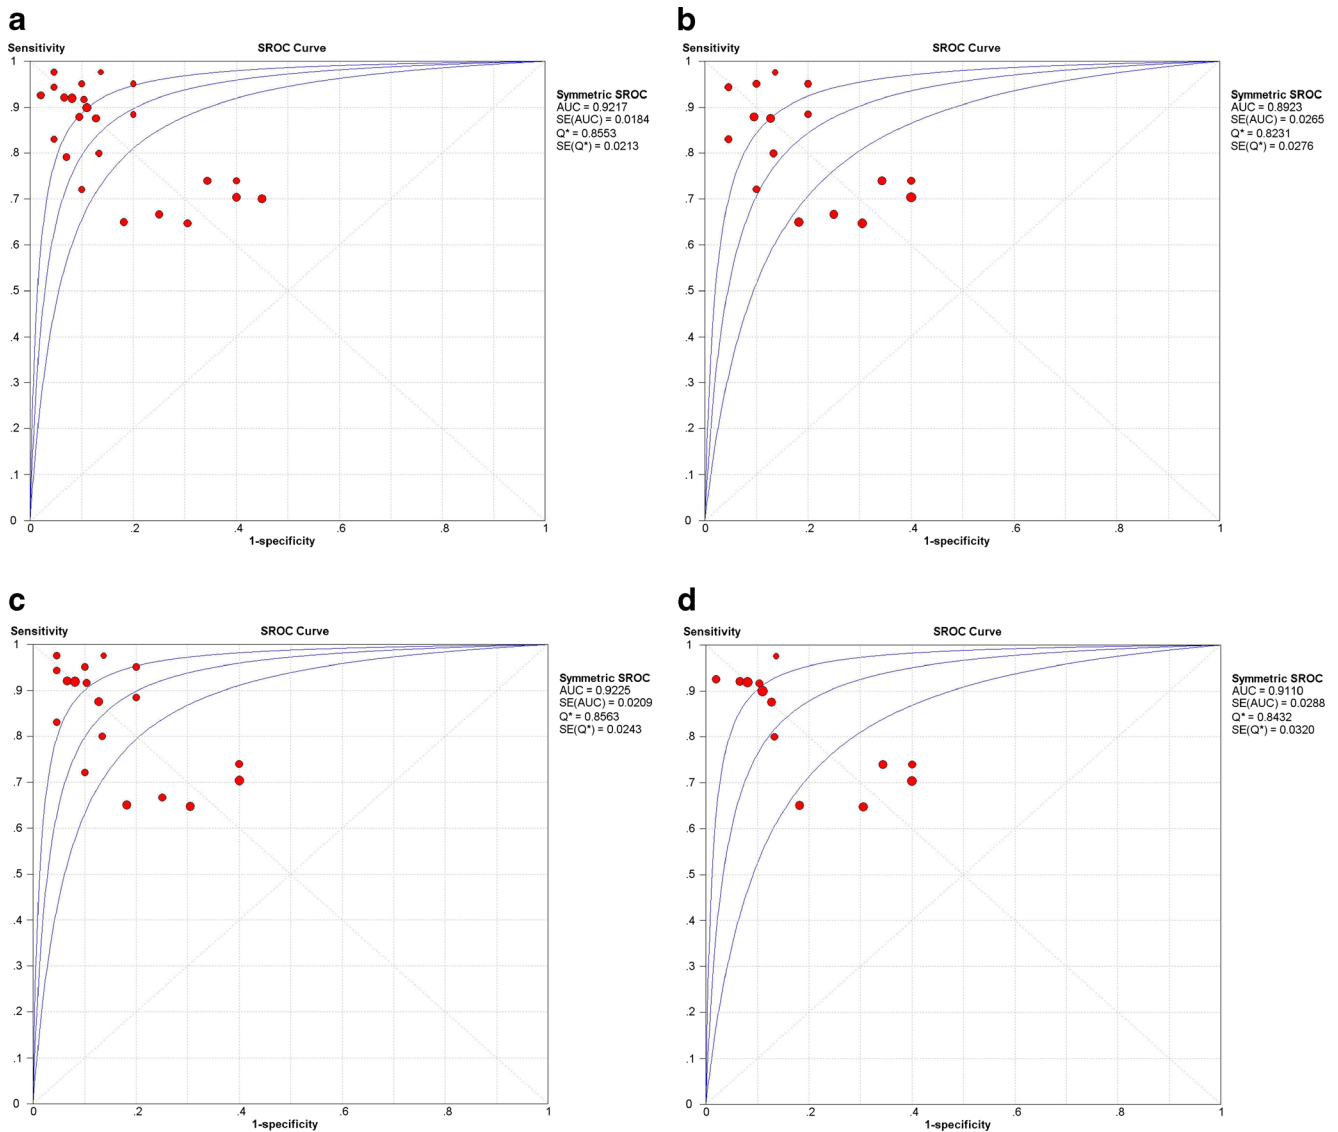 a
Sensitivity
SROC Curve
1
.9
.8
.7
.6
.5
.4
.3
.2
.1
0
0
.2
.4
.6
.8
1
1-specificity
Symmetric SROC
AUC = 0.9217
SE(AUC) = 0.0184
Q* = 0.8553
SE(Q*) = 0.0213
b
Sensitivity
SROC Curve
1
.9
.8
.7
.6
.5
.4
.3
.2
.1
0
0
.2
.4
.6
.8
1
1-specificity
Symmetric SROC
AUC = 0.8923
SE(AUC) = 0.0265
Q* = 0.8231
SE(Q*) = 0.0276
c
Sensitivity
SROC Curve
1
.9
.8
.7
.6
.5
.4
.3
.2
.1
0
0
.2
.4
.6
.8
1
1-specificity
Symmetric SROC
AUC = 0.9225
SE(AUC) = 0.0209
Q* = 0.8563
SE(Q*) = 0.0243
d
Sensitivity
SROC Curve
1
.9
.8
.7
.6
.5
.4
.3
.2
.1
0
0
.2
.4
.6
.8
1
1-specificity
Symmetric SROC
AUC = 0.9110
SE(AUC) = 0.0288
Q* = 0.8432
SE(Q*) = 0.0320